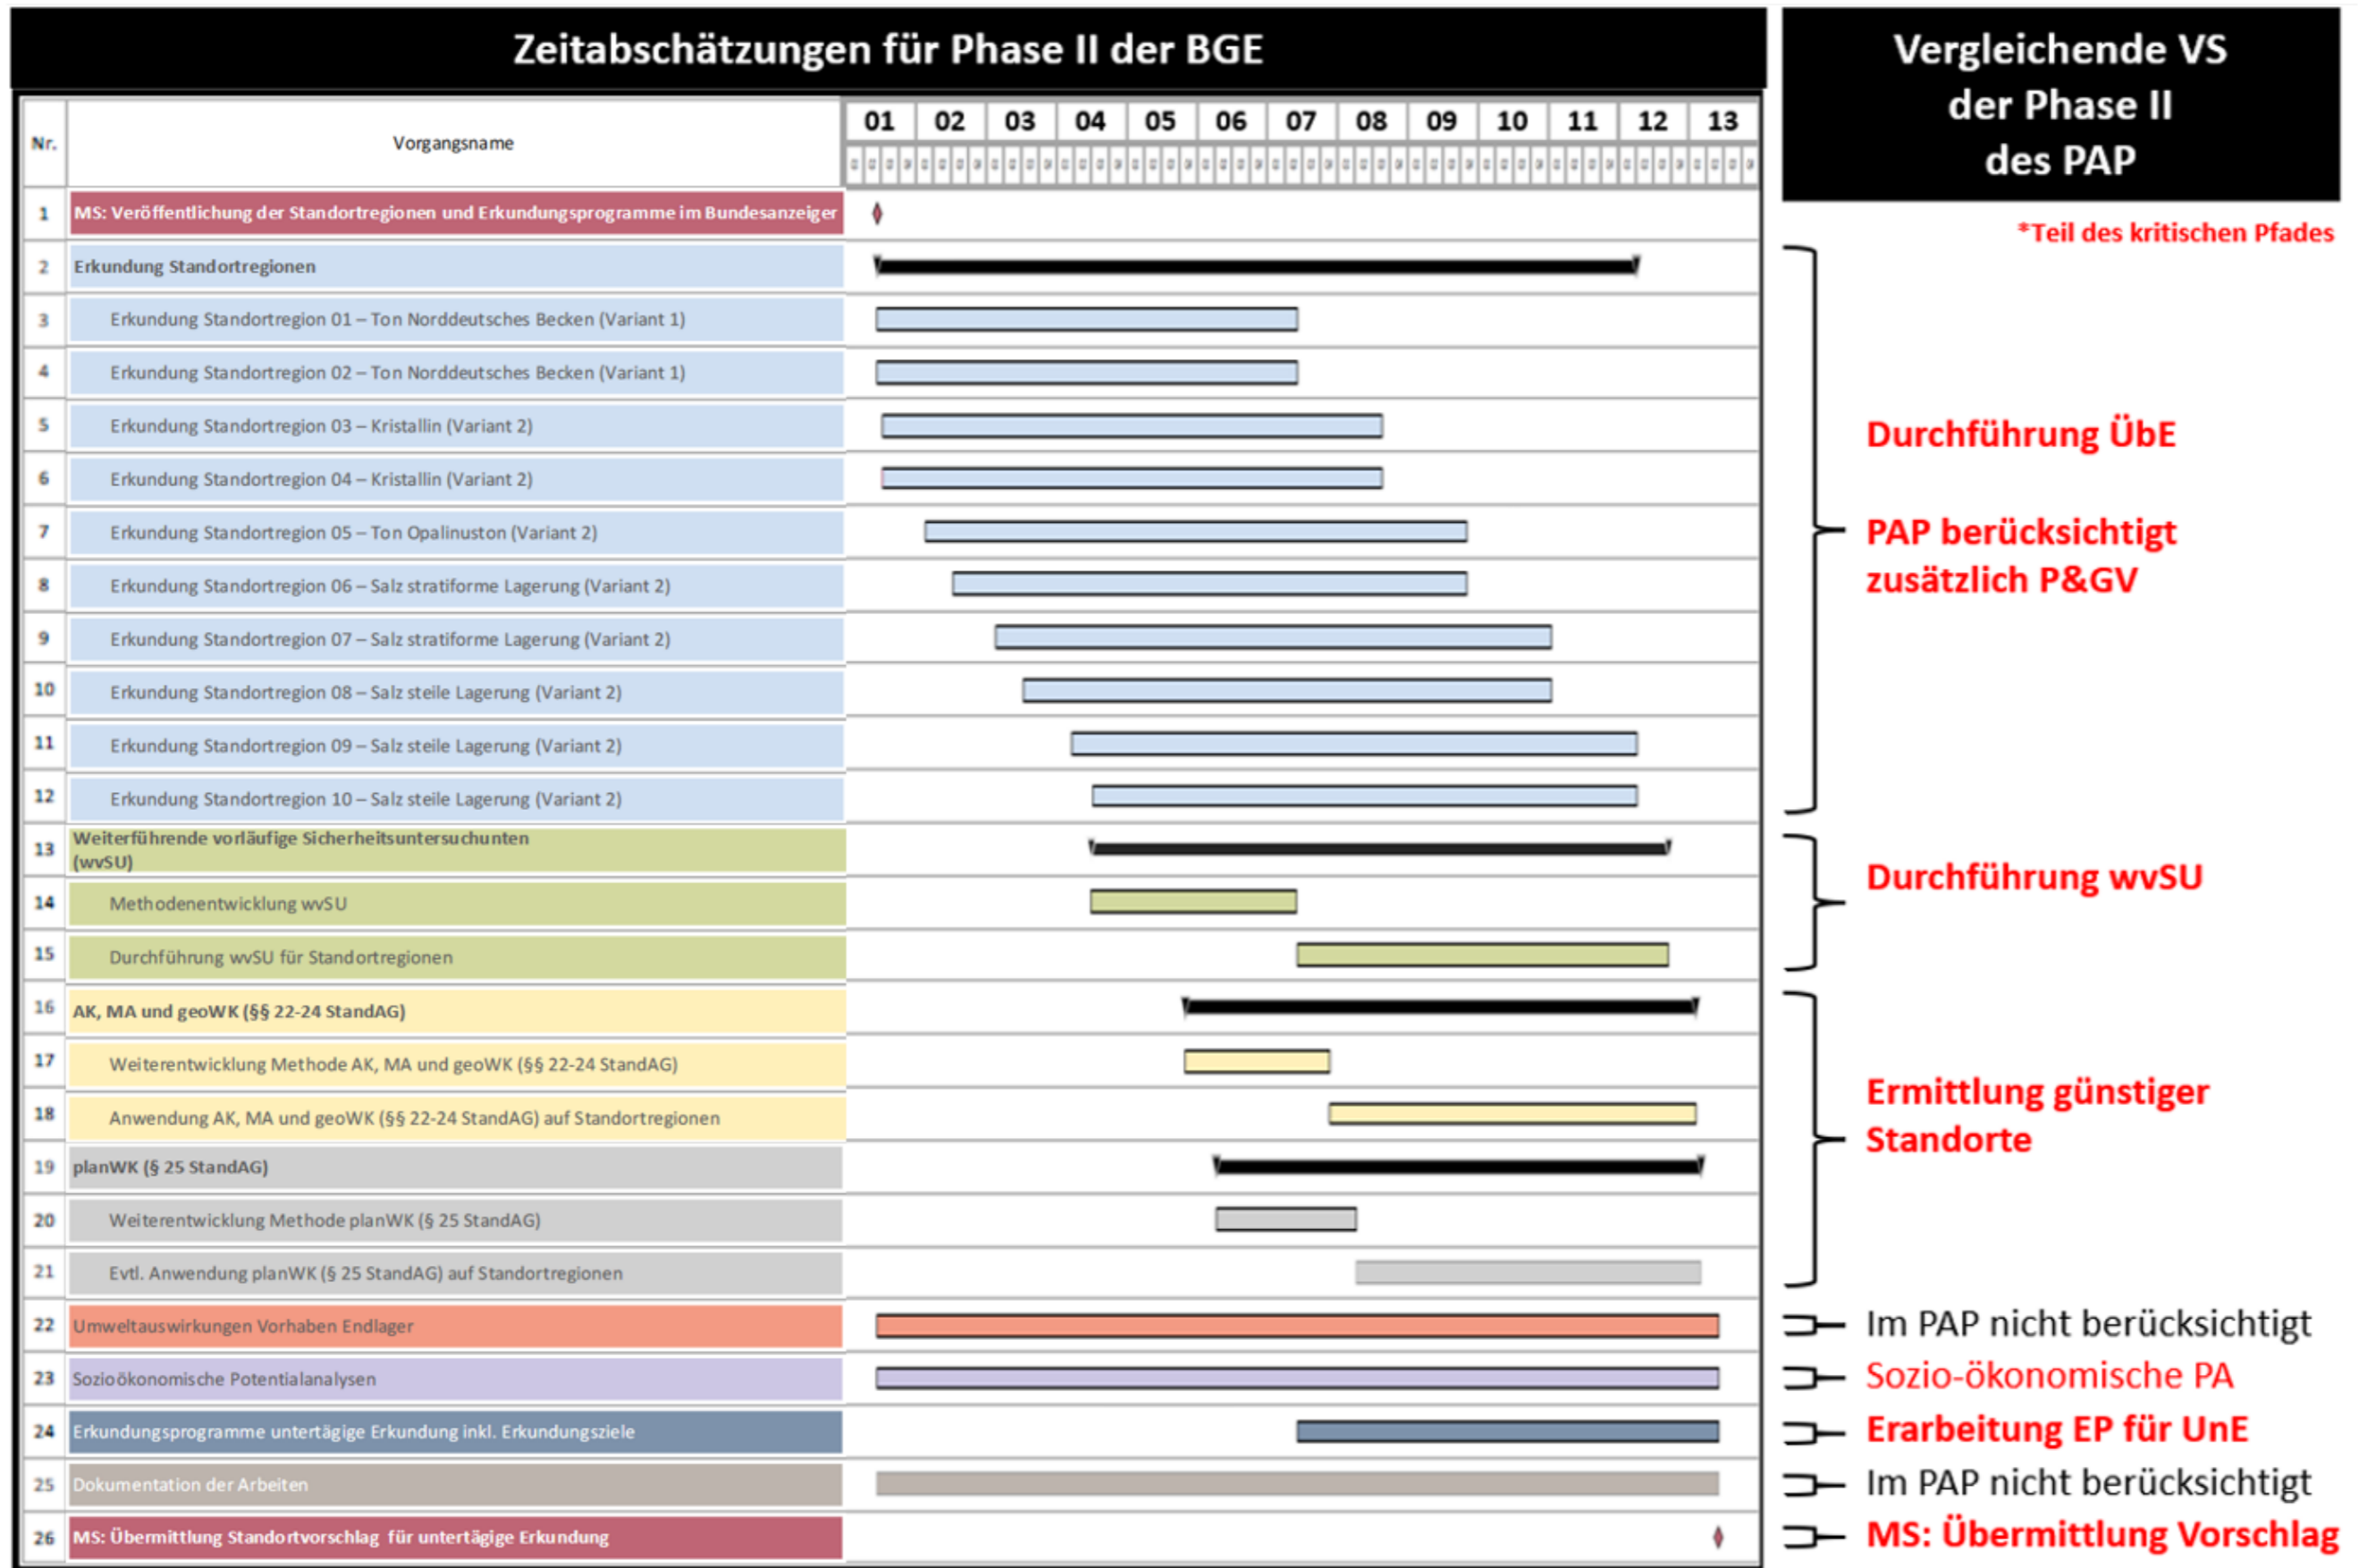 Zeitabschätzungen für Phase II der BGE
Vergleichende VS
der Phase II
des PAP
*Teil des kritischen Pfades
Nr. Vorgangsname 01 02 03 04 05 06 07 08 09 10 11 12 13
1 MS: Veröffentlichung der Standortregionen und Erkundungsprogramme im Bundesanzeiger
2 Erkundung Standortregionen
3 Erkundung Standortregion 01 – Ton Norddeutsches Becken (Variant 1)
4 Erkundung Standortregion 02 – Ton Norddeutsches Becken (Variant 1)
5 Erkundung Standortregion 03 – Kristallin (Variant 2)
6 Erkundung Standortregion 04 – Kristallin (Variant 2)
7 Erkundung Standortregion 05 – Ton Opalinuston (Variant 2)
8 Erkundung Standortregion 06 – Salz stratiforme Lagerung (Variant 2)
9 Erkundung Standortregion 07 – Salz stratiforme Lagerung (Variant 2)
10 Erkundung Standortregion 08 – Salz steile Lagerung (Variant 2)
11 Erkundung Standortregion 09 – Salz steile Lagerung (Variant 2)
12 Erkundung Standortregion 10 – Salz steile Lagerung (Variant 2)
Durchführung ÜbE
PAP berücksichtigt
zusätzlich P&GV
13 Weiterführende vorläufige Sicherheitsuntersuchunten
(wvSU)
14 Methodenentwicklung wvSU
15 Durchführung wvSU für Standortregionen
Durchführung wvSU
16 AK, MA und geoWK (§§ 22-24 StandAG)
17 Weiterentwicklung Methode AK, MA und geoWK (§§ 22-24 StandAG)
18 Anwendung AK, MA und geoWK (§§ 22-24 StandAG) auf Standortregionen
19 planWK (§ 25 StandAG)
20 Weiterentwicklung Methode planWK (§ 25 StandAG)
21 Evtl. Anwendung planWK (§ 25 StandAG) auf Standortregionen
Ermittlung günstiger
Standorte
22 Umweltauswirkungen Vorhaben Endlager
Im PAP nicht berücksichtigt
23 Sozioökonomische Potentialanalysen
Sozio-ökonomische PA
24 Erkundungsprogramme untertägige Erkundung inkl. Erkundungsziele
Erarbeitung EP für UnE
25 Dokumentation der Arbeiten
Im PAP nicht berücksichtigt
26 MS: Übermittlung Standortvorschlag für untertägige Erkundung
MS: Übermittlung Vorschlag